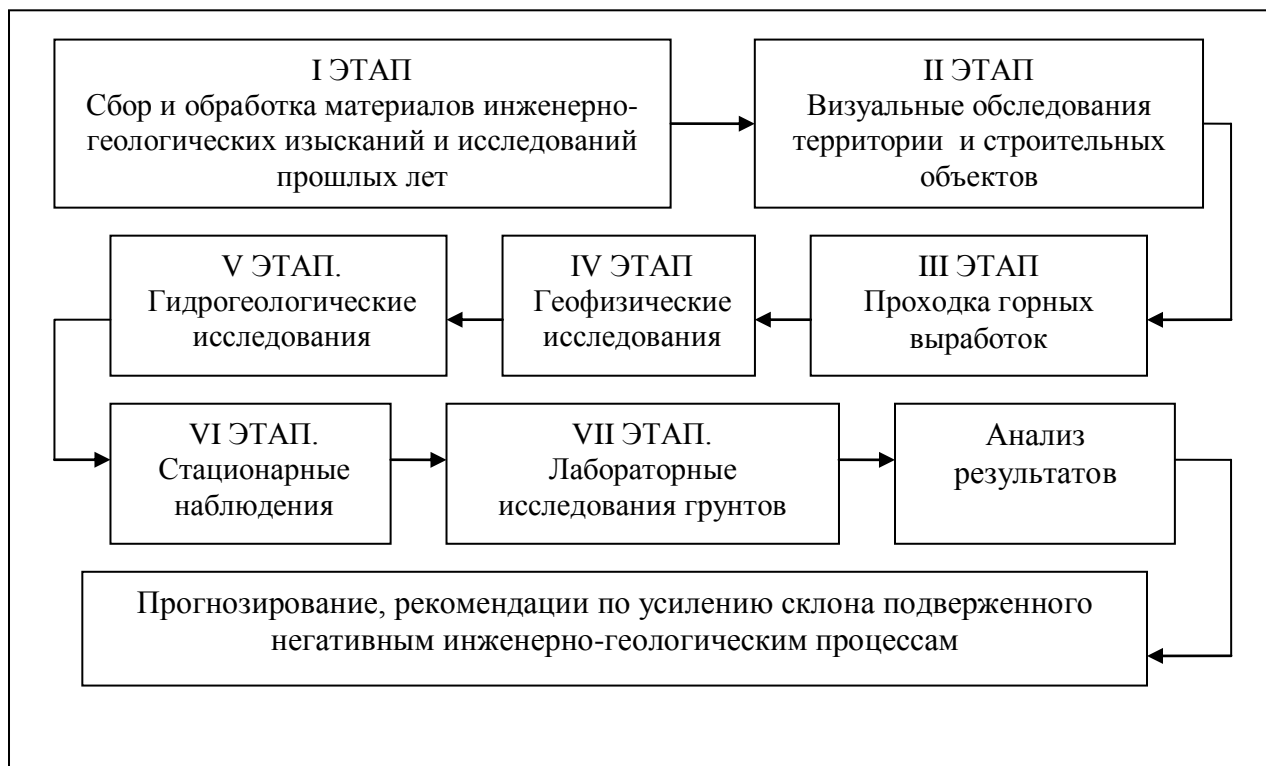 I ЭТАП
Сбор и обработка материалов инженерно-
геологических изысканий и исследований
прошлых лет
II ЭТАП
Визуальные обследования
территории и строительных
объектов
III ЭТАП
Проходка горных
выработок
IV ЭТАП
Геофизические
исследования
V ЭТАП.
Гидрогеологические
исследования
VI ЭТАП.
Стационарные
наблюдения
VII ЭТАП.
Лабораторные
исследования грунтов
Анализ
результатов
Прогнозирование, рекомендации по усилению склона подверженного
негативным инженерно-геологическим процессам